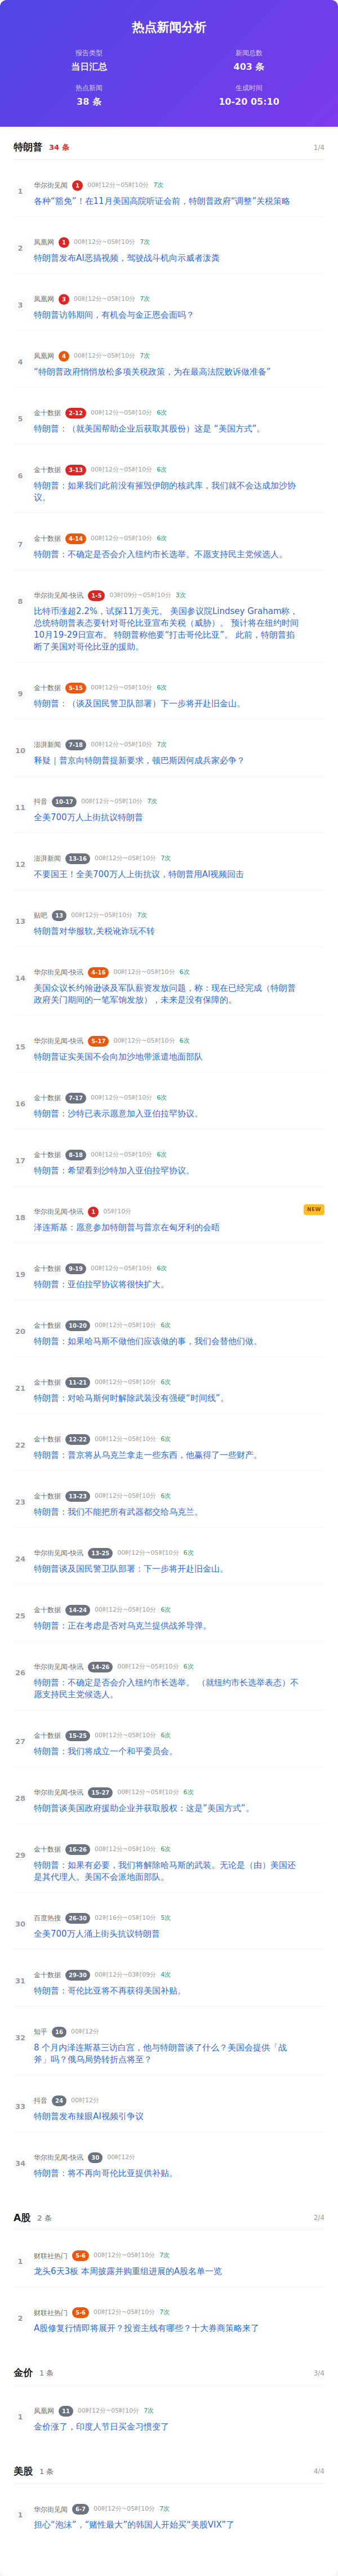 热点新闻分析
报告类型
新闻总数
当日汇总
403 条
热点新闻
生成时间
38 条
10-20 05:10
特朗普 34 条 1/4
1
华尔街见闻 1 00时12分~05时10分 7次
各种“豁免”！在11月美国高院听证会前，特朗普政府“调整”关税政策
2
凤凰网 1 00时12分~05时10分 7次
特朗普发布AI恶搞视频，驾驶战斗机向示威者泼粪
3
凤凰网 3 00时12分~05时10分 7次
特朗普访韩期间，有机会与金正恩会面吗？
4
凤凰网 4 00时12分~05时10分 7次
“特朗普政府悄悄放松多项关税政策，为在最高法院败诉做准备”
5
金十数据 2-12 00时12分~05时10分 6次
特朗普：（就美国帮助企业后获取其股份）这是 “美国方式”。
6
金十数据 3-13 00时12分~05时10分 6次
特朗普：如果我们此前没有摧毁伊朗的核武库，我们就不会达成加沙协
议。
7
金十数据 4-14 00时12分~05时10分 6次
特朗普：不确定是否会介入纽约市长选举。不愿支持民主党候选人。
8
华尔街见闻-快讯 1-5 03时09分~05时10分 3次
比特币涨超2.2%，试探11万美元。 美国参议院Lindsey Graham称，
总统特朗普表态要针对哥伦比亚宣布关税（威胁）。 预计将在纽约时间
10月19-29日宣布。 特朗普称他要“打击哥伦比亚”。 此前，特朗普掐
断了美国对哥伦比亚的援助。
9
金十数据 5-15 00时12分~05时10分 6次
特朗普：（谈及国民警卫队部署）下一步将开赴旧金山。
10
澎湃新闻 7-18 00时12分~05时10分 7次
释疑｜普京向特朗普提新要求，顿巴斯因何成兵家必争？
11
抖音 10-17 00时12分~05时10分 7次
全美700万人上街抗议特朗普
12
澎湃新闻 13-16 00时12分~05时10分 7次
不要国王！全美700万人上街抗议，特朗普用AI视频回击
13
贴吧 13 00时12分~05时10分 7次
特朗普对华服软,关税讹诈玩不转
14
华尔街见闻-快讯 4-16 00时12分~05时10分 6次
美国众议长约翰逊谈及军队薪资发放问题，称：现在已经完成（特朗普
政府关门期间的一笔军饷发放），未来是没有保障的。
15
华尔街见闻-快讯 5-17 00时12分~05时10分 6次
特朗普证实美国不会向加沙地带派遣地面部队
16
金十数据 7-17 00时12分~05时10分 6次
特朗普：沙特已表示愿意加入亚伯拉罕协议。
17
金十数据 8-18 00时12分~05时10分 6次
特朗普：希望看到沙特加入亚伯拉罕协议。
18
华尔街见闻-快讯 1 05时10分 NEW
泽连斯基：愿意参加特朗普与普京在匈牙利的会晤
19
金十数据 9-19 00时12分~05时10分 6次
特朗普：亚伯拉罕协议将很快扩大。
20
金十数据 10-20 00时12分~05时10分 6次
特朗普：如果哈马斯不做他们应该做的事，我们会替他们做。
21
金十数据 11-21 00时12分~05时10分 6次
特朗普：对哈马斯何时解除武装没有强硬“时间线”。
22
金十数据 12-22 00时12分~05时10分 6次
特朗普：普京将从乌克兰拿走一些东西，他赢得了一些财产。
23
金十数据 13-23 00时12分~05时10分 6次
特朗普：我们不能把所有武器都交给乌克兰。
24
华尔街见闻-快讯 13-25 00时12分~05时10分 6次
特朗普谈及国民警卫队部署：下一步将开赴旧金山。
25
金十数据 14-24 00时12分~05时10分 6次
特朗普：正在考虑是否对乌克兰提供战斧导弹。
26
华尔街见闻-快讯 14-26 00时12分~05时10分 6次
特朗普：不确定是否会介入纽约市长选举。 （就纽约市长选举表态）不
愿支持民主党候选人。
27
金十数据 15-25 00时12分~05时10分 6次
特朗普：我们将成立一个和平委员会。
28
华尔街见闻-快讯 15-27 00时12分~05时10分 6次
特朗普谈美国政府援助企业并获取股权：这是“美国方式”。
29
金十数据 16-26 00时12分~05时10分 6次
特朗普：如果有必要，我们将解除哈马斯的武装。无论是（由）美国还
是其代理人。美国不会派地面部队。
30
百度热搜 26-30 02时16分~05时10分 5次
全美700万人涌上街头抗议特朗普
31
金十数据 29-30 00时12分~03时09分 4次
特朗普：哥伦比亚将不再获得美国补贴。
32
知乎 16 00时12分
8 个月内泽连斯基三访白宫，他与特朗普谈了什么？美国会提供「战
斧」吗？俄乌局势转折点将至？
33
抖音 24 00时12分
特朗普发布辣眼AI视频引争议
34
华尔街见闻-快讯 30 00时12分
特朗普：将不再向哥伦比亚提供补贴。
A股 2 条 2/4
1
财联社热门 5-6 00时12分~05时10分 7次
龙头6天3板 本周披露并购重组进展的A股名单一览
2
财联社热门 5-6 00时12分~05时10分 7次
A股修复行情即将展开？投资主线有哪些？十大券商策略来了
金价 1 条 3/4
1
凤凰网 11 00时12分~05时10分 7次
金价涨了，印度人节日买金习惯变了
美股 1 条 4/4
1
华尔街见闻 6-7 00时12分~05时10分 7次
担心“泡沫”，“赌性最大”的韩国人开始买“美股VIX”了